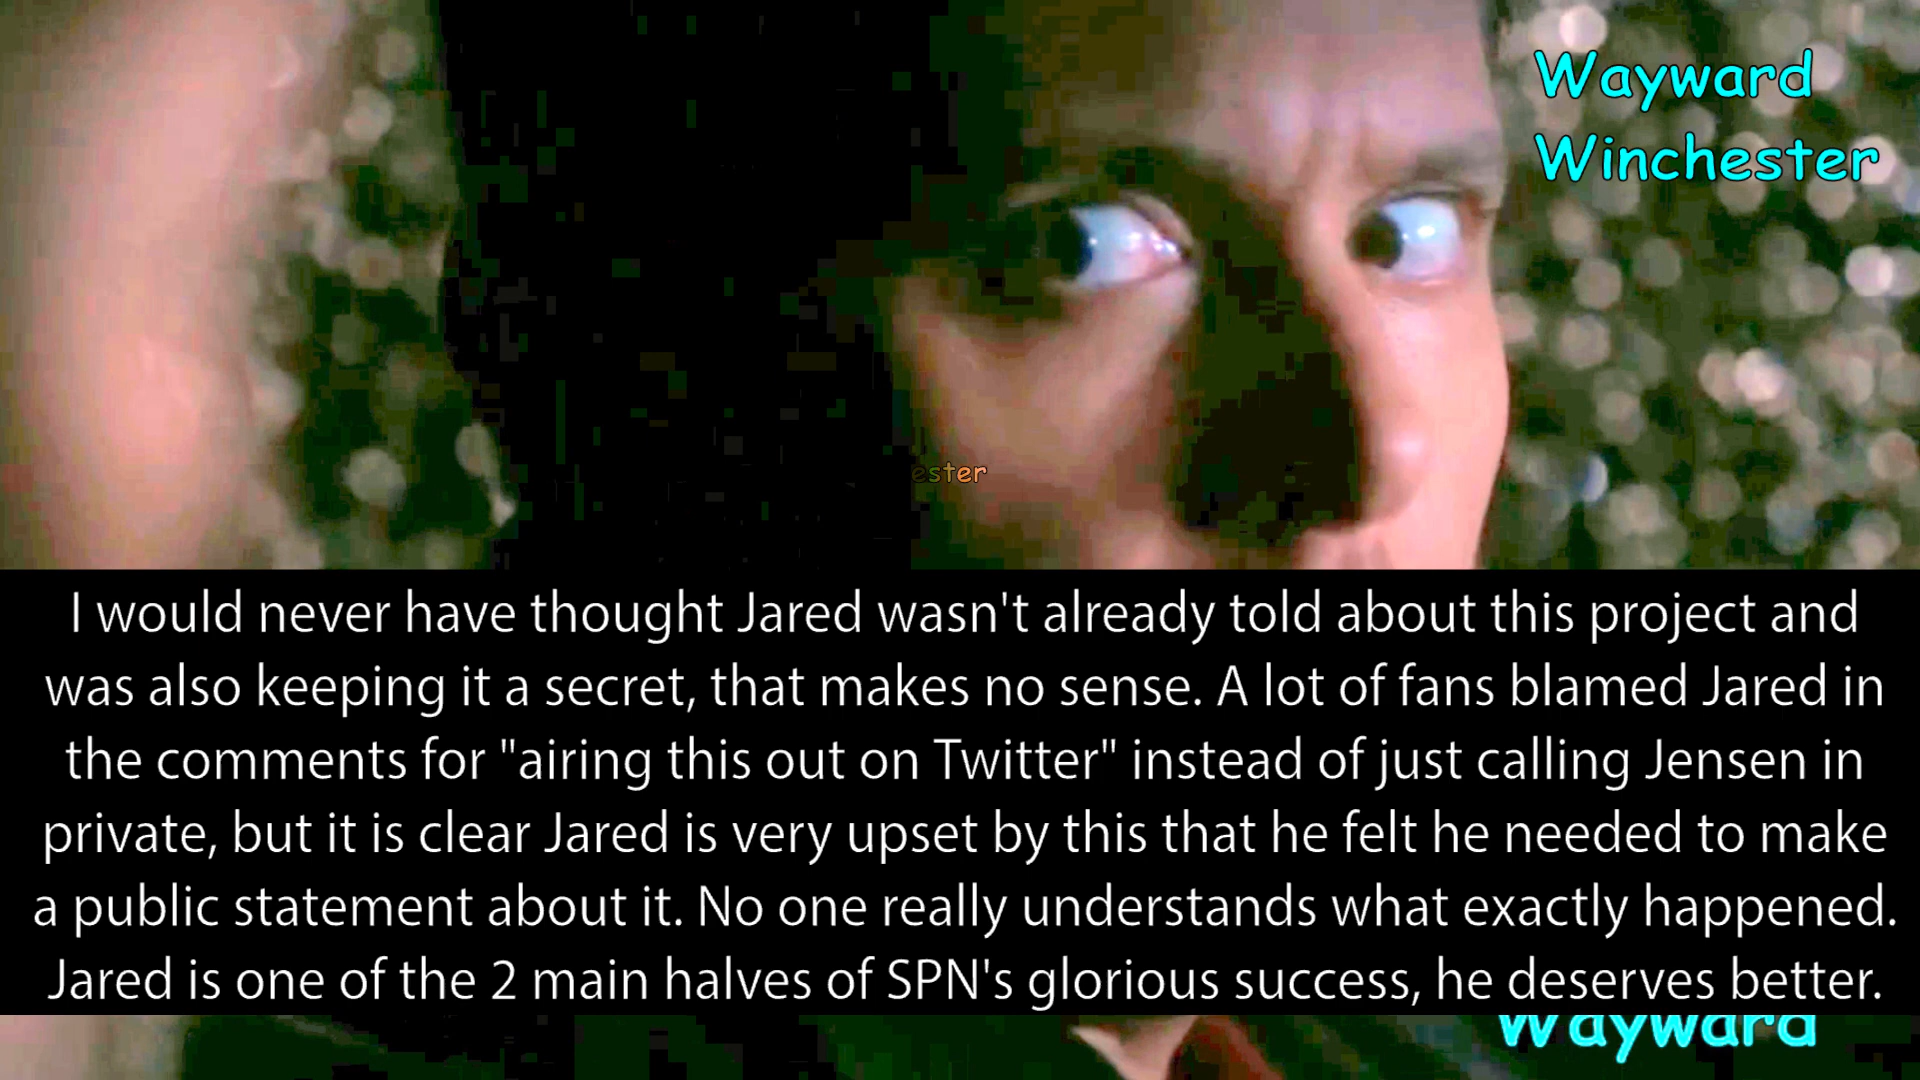 Wayward
Winchester
ester
I would never have thought Jared wasn't already told about this project and
was also keeping it a secret, that makes no sense. A lot of fans blamed Jared in
the comments for "airing this out on Twitter" instead of just calling Jensen in
private, but it is clear Jared is very upset by this that he felt he needed to make
a public statement about it. No one really understands what exactly happened.
Jared is one of the 2 main halves of SPN's glorious success, he deserves better.
Wayward